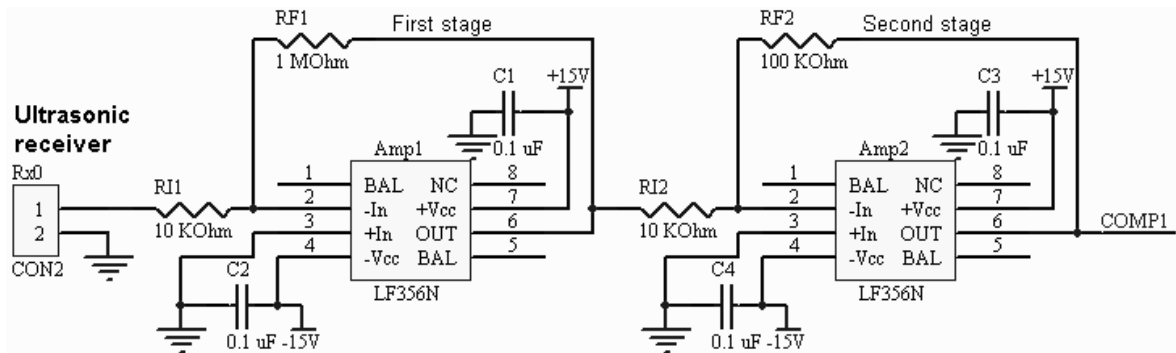 RF1
First stage
1 MOhm
C1
+15V
0.1 uF
Ultrasonic
receiver
Rx0
1
2
CON2
RI1
10 KOhm
Amp1
1 BAL NC 8
2 -In +Vcc 7
3 +In OUT 6
4 -Vcc BAL 5
LF356N
C2
0.1 uF -15V
RF2
Second stage
100 KOhm
C3
+15V
0.1 uF
RI2
10 KOhm
Amp2
1 BAL NC 8
2 -In +Vcc 7
3 +In OUT 6
4 -Vcc BAL 5
LF356N
COMP1
C4
0.1 uF -15V